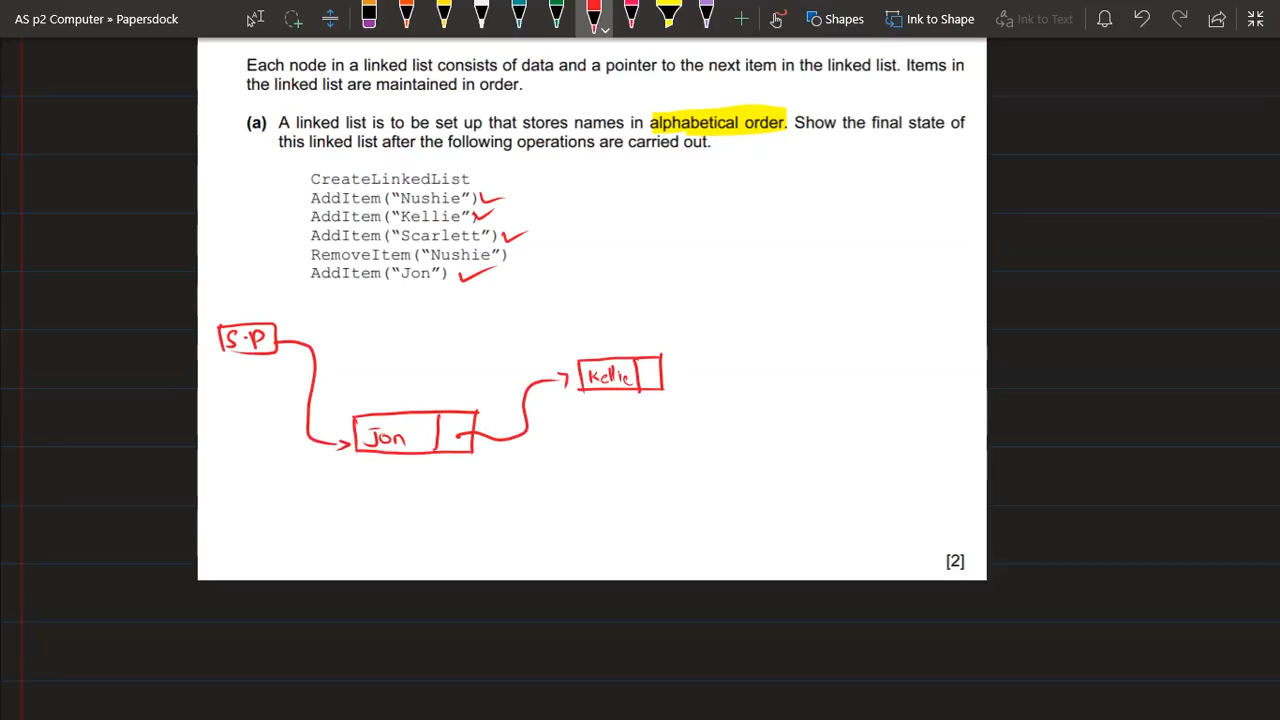 AS p2 Computer » Papersdock
Shapes
Ink to Shape
Ink to Text
Each node in a linked list consists of data and a pointer to the next item in the linked list. Items in
the linked list are maintained in order.
(a) A linked list is to be set up that stores names in alphabetical order. Show the final state of
this linked list after the following operations are carried out.
CreateLinkedList
AddItem(“Nushie”)
AddItem(“Kellie”)
AddItem(“Scarlett”)
RemoveItem(“Nushie”)
AddItem(“Jon”)
S.P
Kellie
Jon
[2]